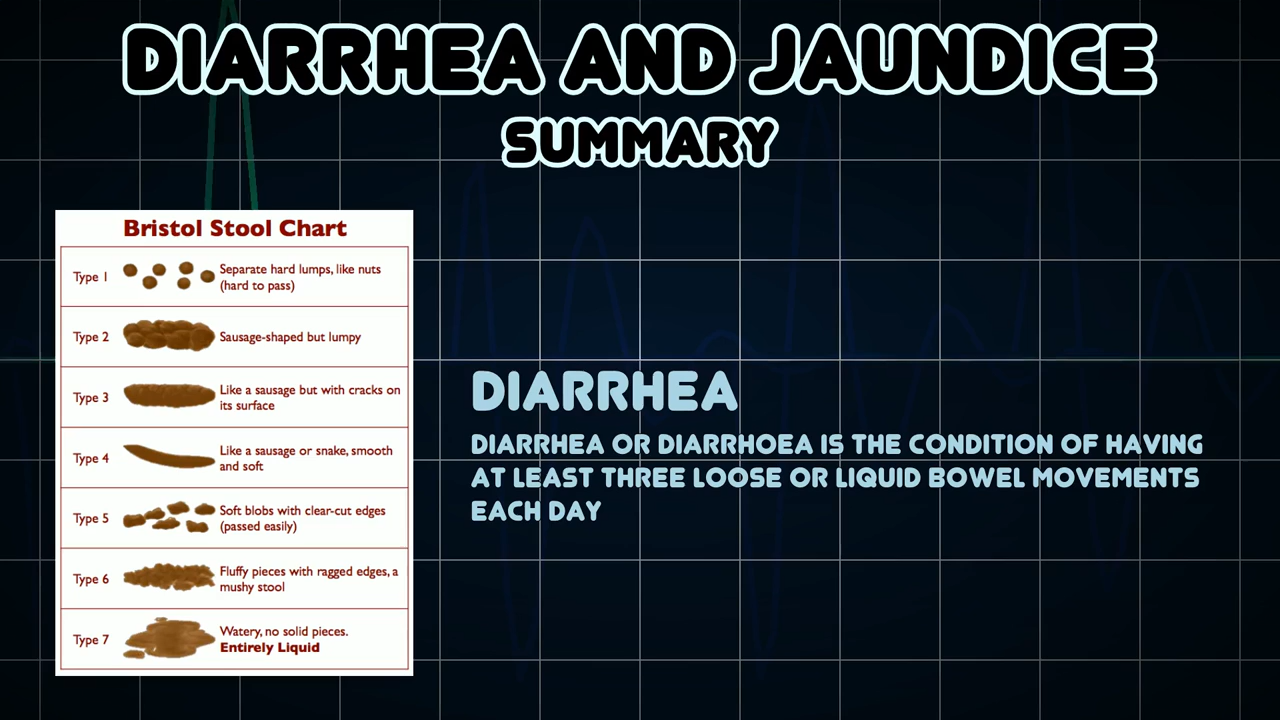 DIARRHEA AND JAUNDICE
SUMMARY
Bristol Stool Chart
Type 1
Separate hard lumps, like nuts
(hard to pass)
Type 2
Sausage-shaped but lumpy
Type 3
Like a sausage but with cracks on
its surface
Type 4
Like a sausage or snake, smooth
and soft
Type 5
Soft blobs with clear-cut edges
(passed easily)
Type 6
Fluffy pieces with ragged edges, a
mushy stool
Type 7
Watery, no solid pieces.
Entirely Liquid
DIARRHEA
DIARRHEA OR DIARRHOEA IS THE CONDITION OF HAVING
AT LEAST THREE LOOSE OR LIQUID BOWEL MOVEMENTS
EACH DAY